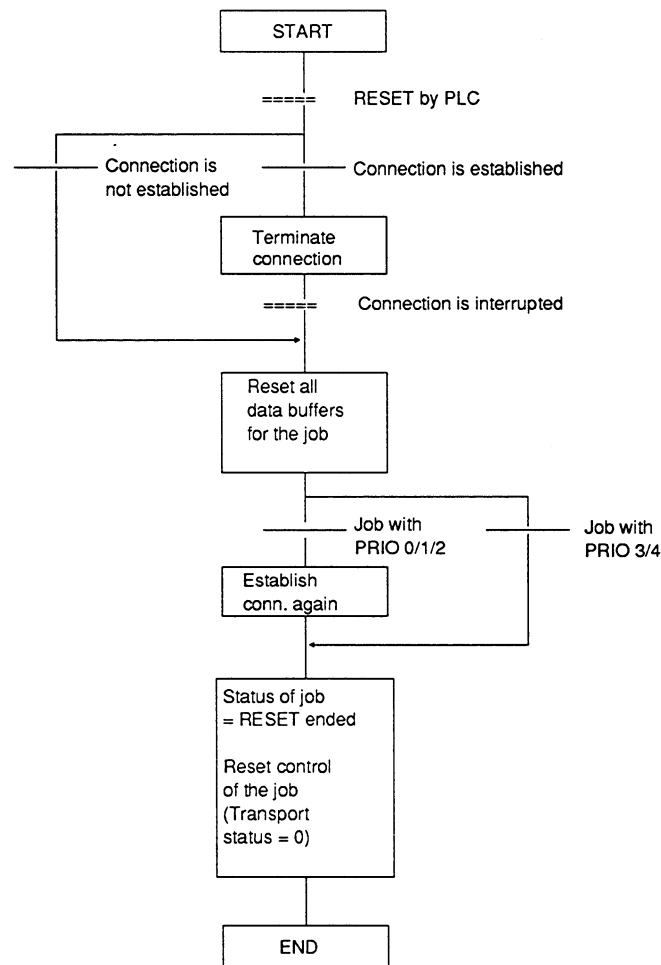 START
RESET by PLC
Connection is
not established
Connection is established
Terminate
connection
Connection is interrupted
Reset all
data buffers
for the job
Job with
PRIO 0/1/2
Job with
PRIO 3/4
Establish
conn. again
Status of job
= RESET ended
Reset control
of the job
(Transport
status = 0)
END